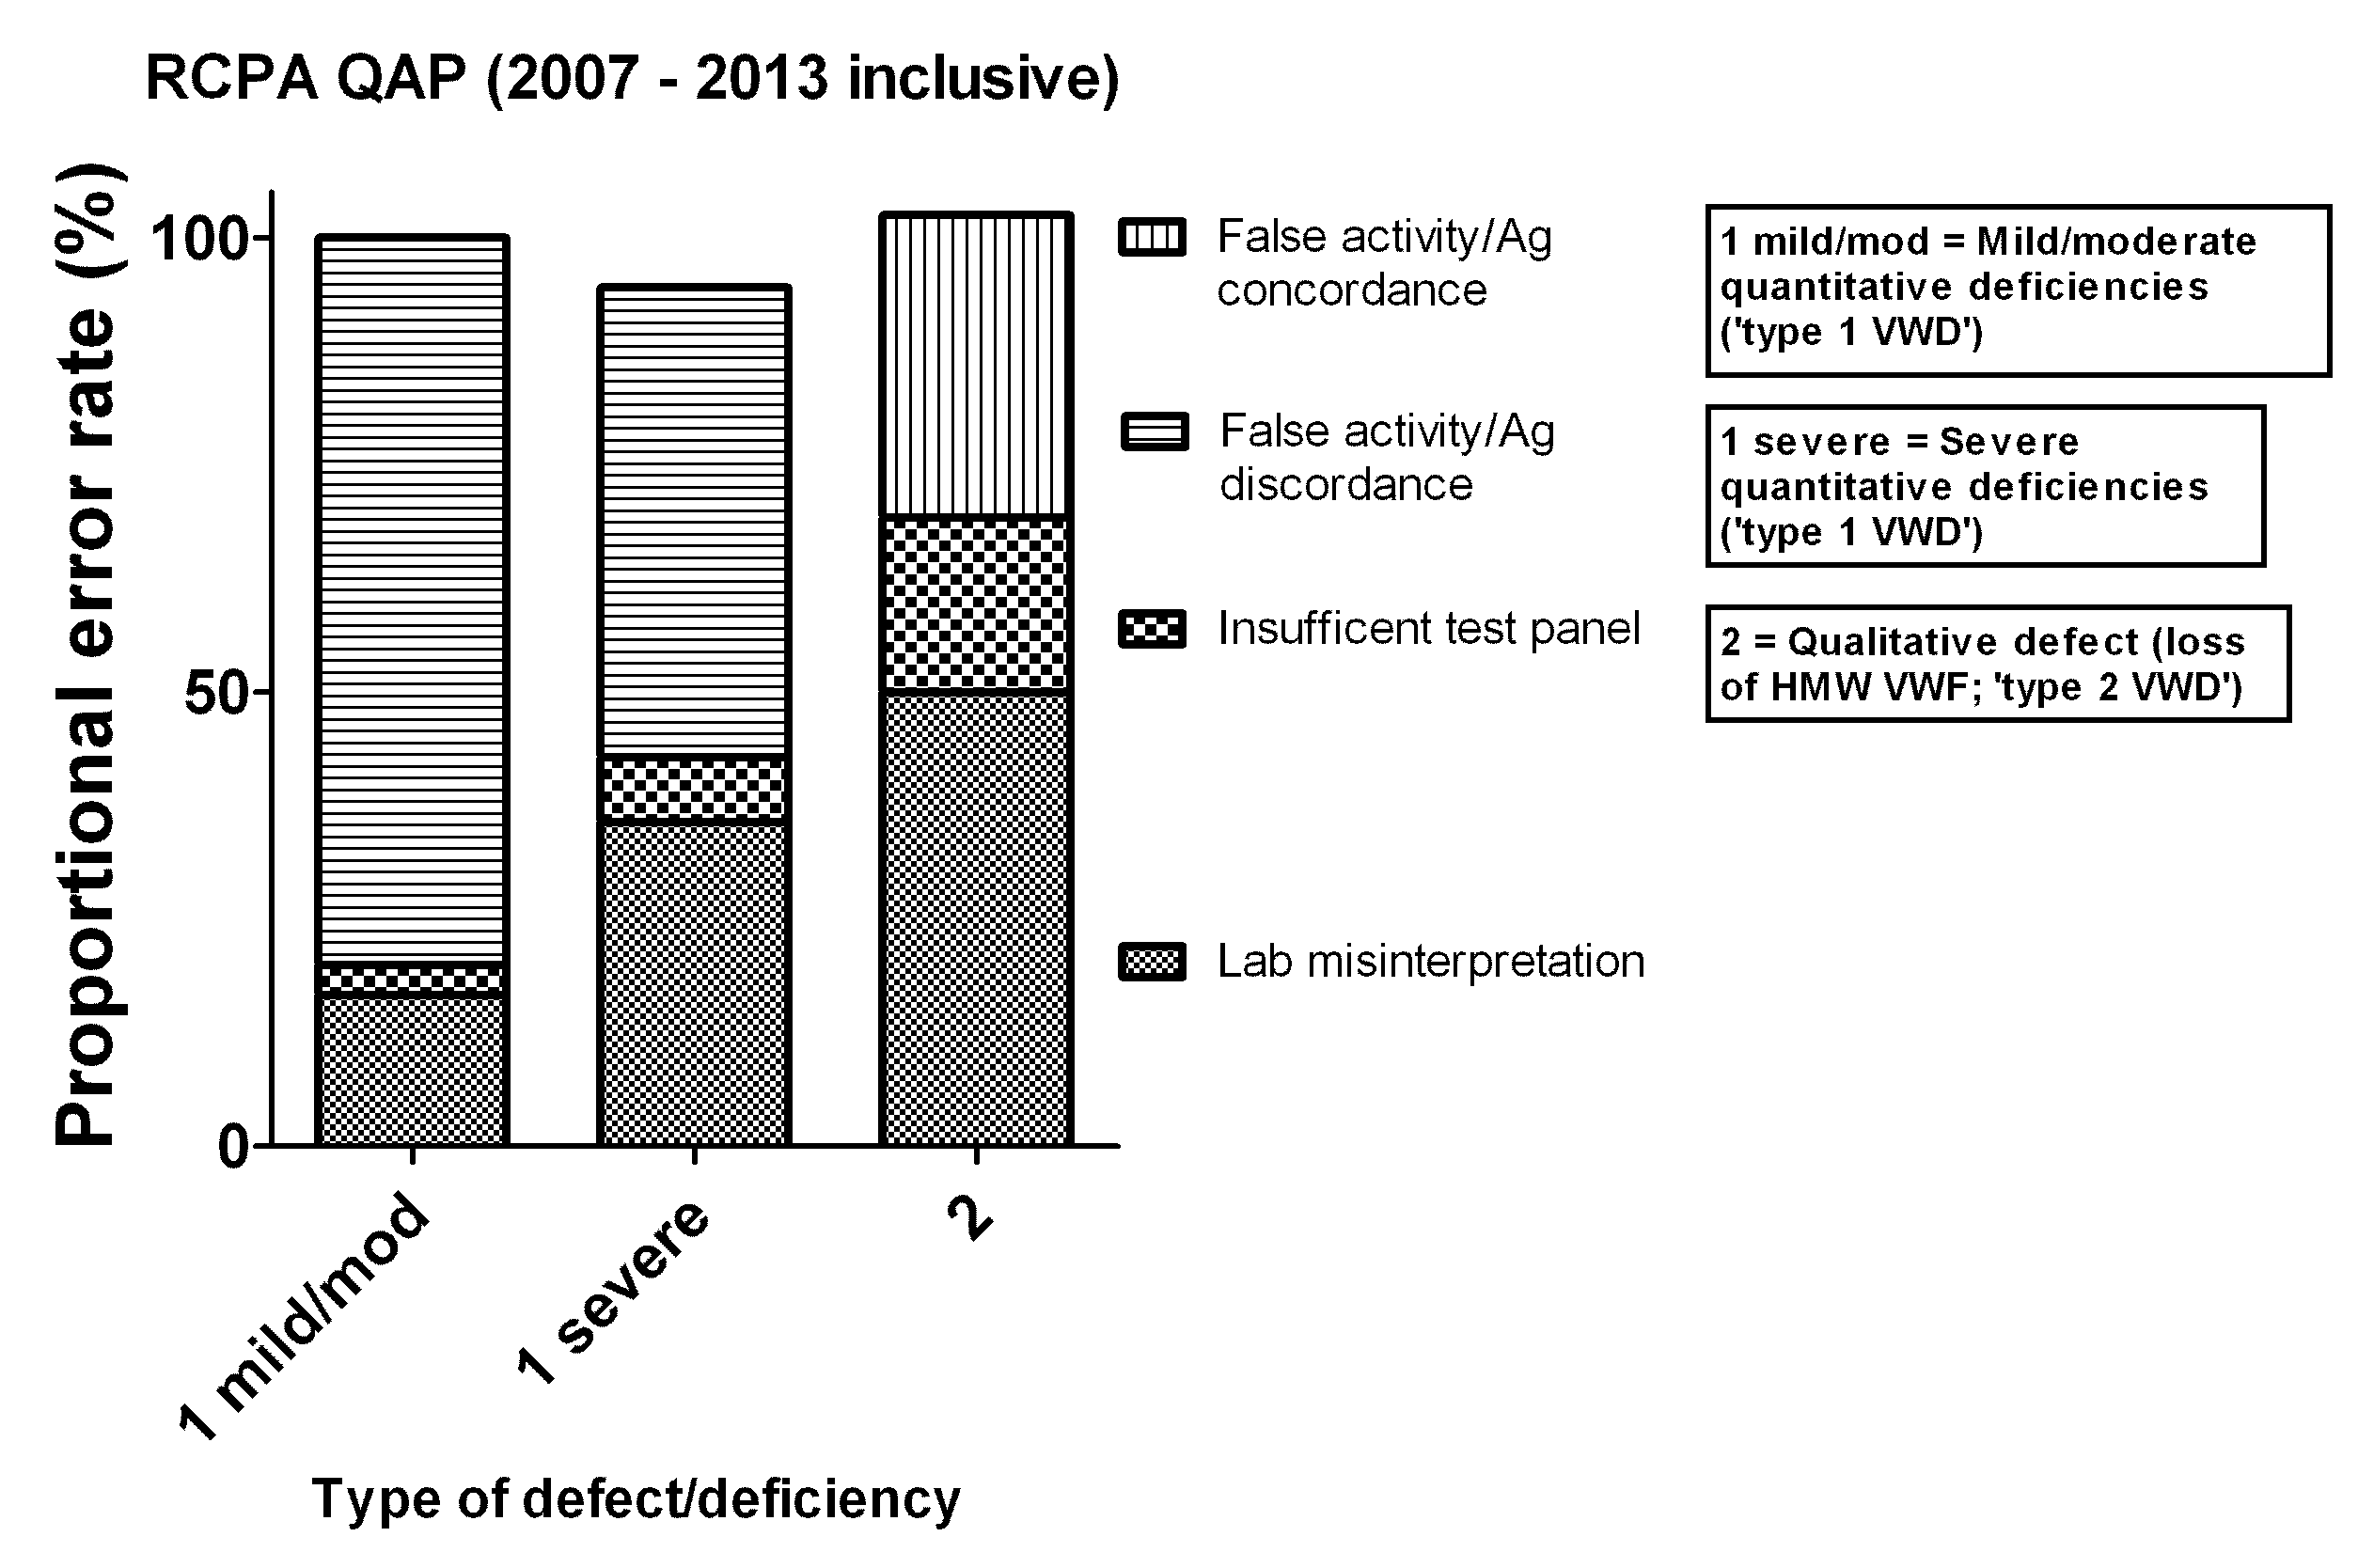 RCPA QAP (2007 - 2013 inclusive)
Proportional error rate (%)
100
50
0
1 mild/mod
1 severe
2
Type of defect/deficiency
False activity/Ag
concordance
False activity/Ag
discordance
Insufficent test panel
Lab misinterpretation
1 mild/mod = Mild/moderate
quantitative deficiencies
('type 1 VWD')
1 severe = Severe
quantitative deficiencies
('type 1 VWD')
2 = Qualitative defect (loss
of HMW VWF; 'type 2 VWD')